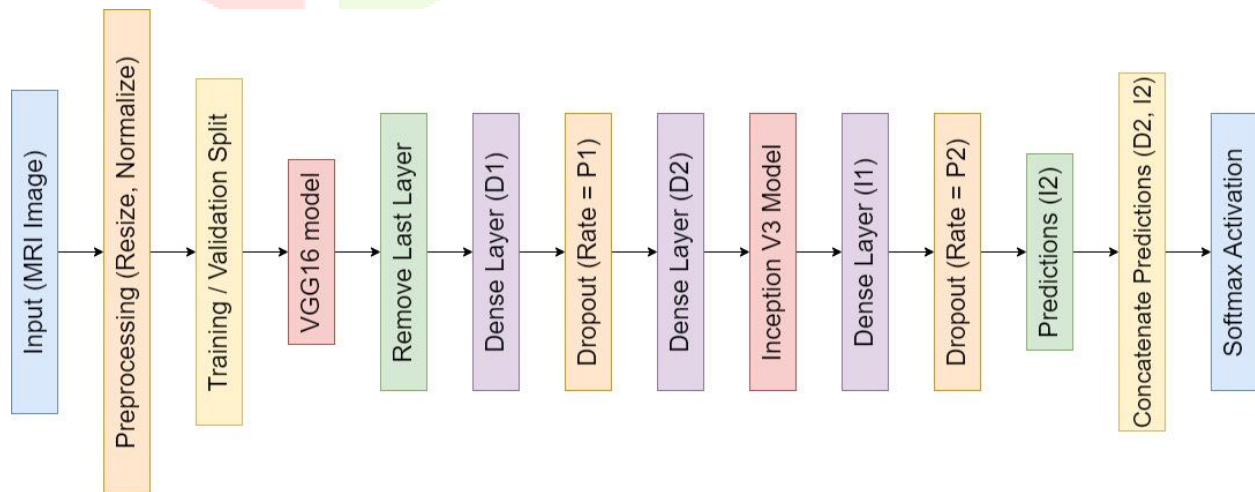 Input (MRI Image)
Preprocessing (Resize, Normalize)
Training / Validation Split
VGG16 model
Remove Last Layer
Dense Layer (D1)
Dropout (Rate = P1)
Dense Layer (D2)
Inception V3 Model
Dense Layer (I1)
Dropout (Rate = P2)
Predictions (I2)
Concatenate Predictions (D2, I2)
Softmax Activation